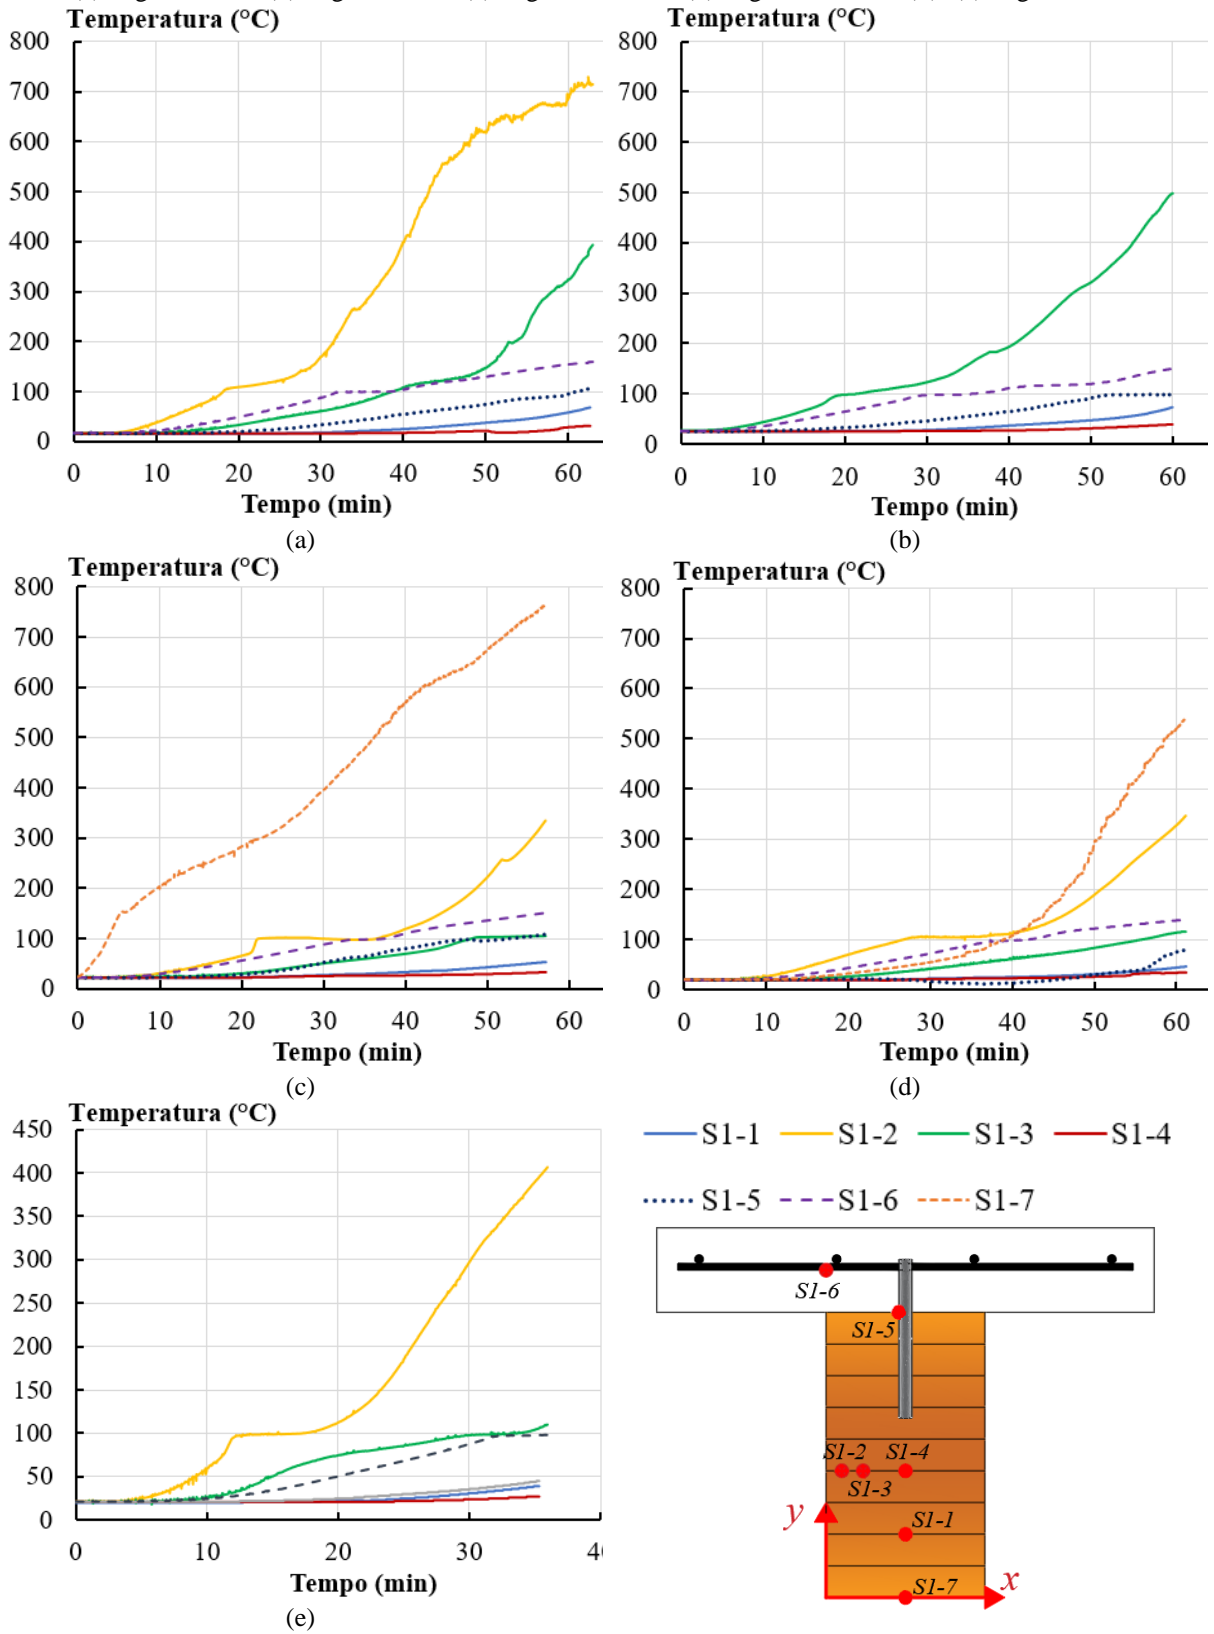 Temperatura (°C)
800
700
600
500
400
300
200
100
0
0 10 20 30 40 50 60
Tempo (min)
(a)
Temperatura (°C)
800
700
600
500
400
300
200
100
0
0 10 20 30 40 50 60
Tempo (min)
(b)
Temperatura (°C)
800
700
600
500
400
300
200
100
0
0 10 20 30 40 50 60
Tempo (min)
(c)
Temperatura (°C)
800
700
600
500
400
300
200
100
0
0 10 20 30 40 50 60
Tempo (min)
(d)
Temperatura (°C)
450
400
350
300
250
200
150
100
50
0
0 10 20 30
Tempo (min)
(e)
S1-1 S1-2 S1-3 S1-4
S1-5 S1-6 S1-7
S1-6
S1-5
S1-2 S1-4
S1-3
y
S1-1
S1-7
x